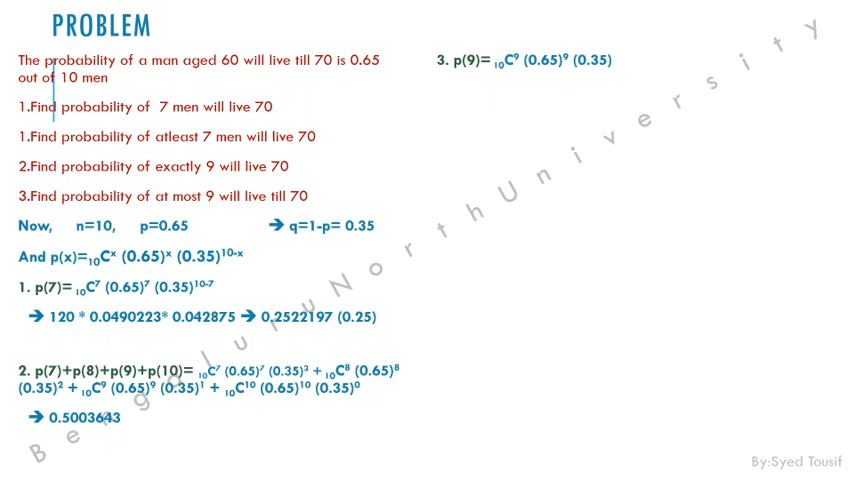 PROBLEM
The probability of a man aged 60 will live till 70 is 0.65
out of 10 men
1.Find probability of  7 men will live 70
1.Find probability of atleast 7 men will live 70
2.Find probability of exactly 9 will live 70
3.Find probability of at most 9 will live till 70
Now, n=10, p=0.65 ➔ q=1-p= 0.35
And p(x)=₁₀Cˣ (0.65)ˣ (0.35)¹⁰⁻ˣ
1. p(7)= ₁₀C⁷ (0.65)⁷ (0.35)¹⁰⁻⁷
➔ 120 * 0.0490223* 0.042875 ➔ 0.2522197 (0.25)
2. p(7)+p(8)+p(9)+p(10)= ₁₀C⁷ (0.65)⁷ (0.35)³ + ₁₀C⁸ (0.65)⁸
(0.35)² + ₁₀C⁹ (0.65)⁹ (0.35)¹ + ₁₀C¹⁰ (0.65)¹⁰ (0.35)⁰
➔ 0.5003643
3. p(9)= ₁₀C⁹ (0.65)⁹ (0.35)
BengaluruNorthUniversity
By:Syed Tousif